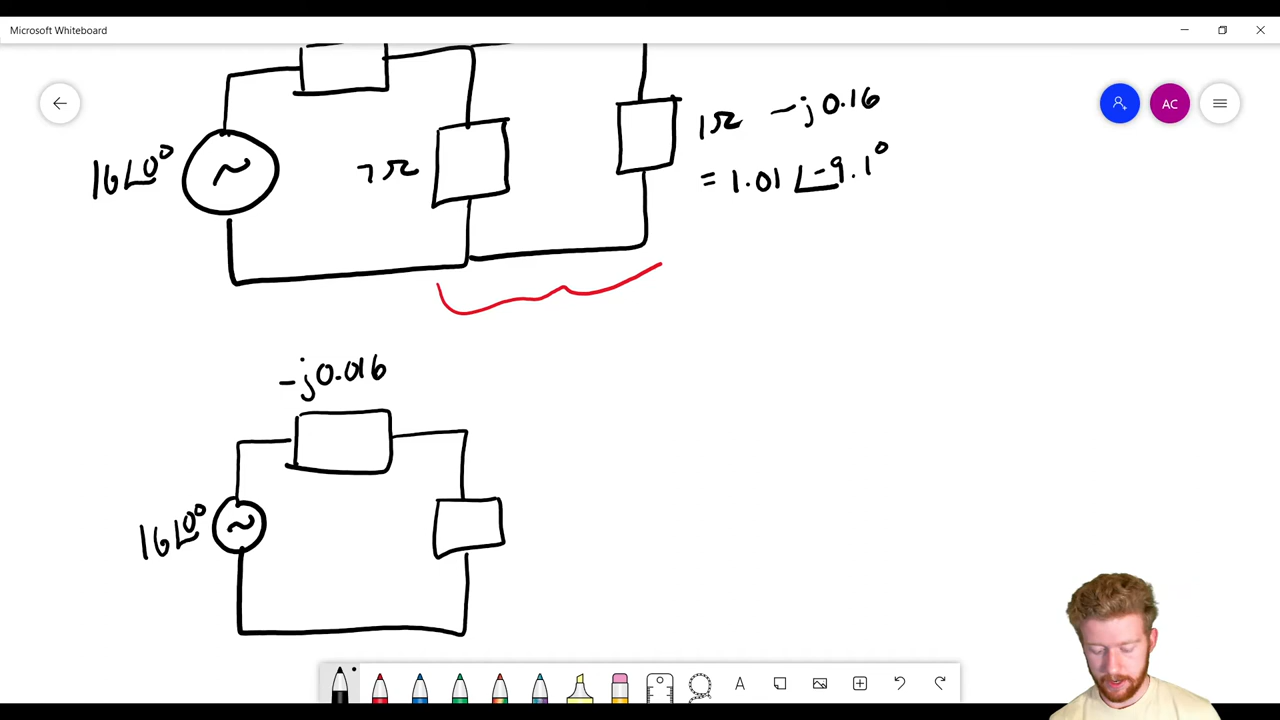 Microsoft Whiteboard
AC
16∠0°
7Ω
1Ω -j0.16
= 1.01 ∠-9.1°
-j0.016
16∠0°
A